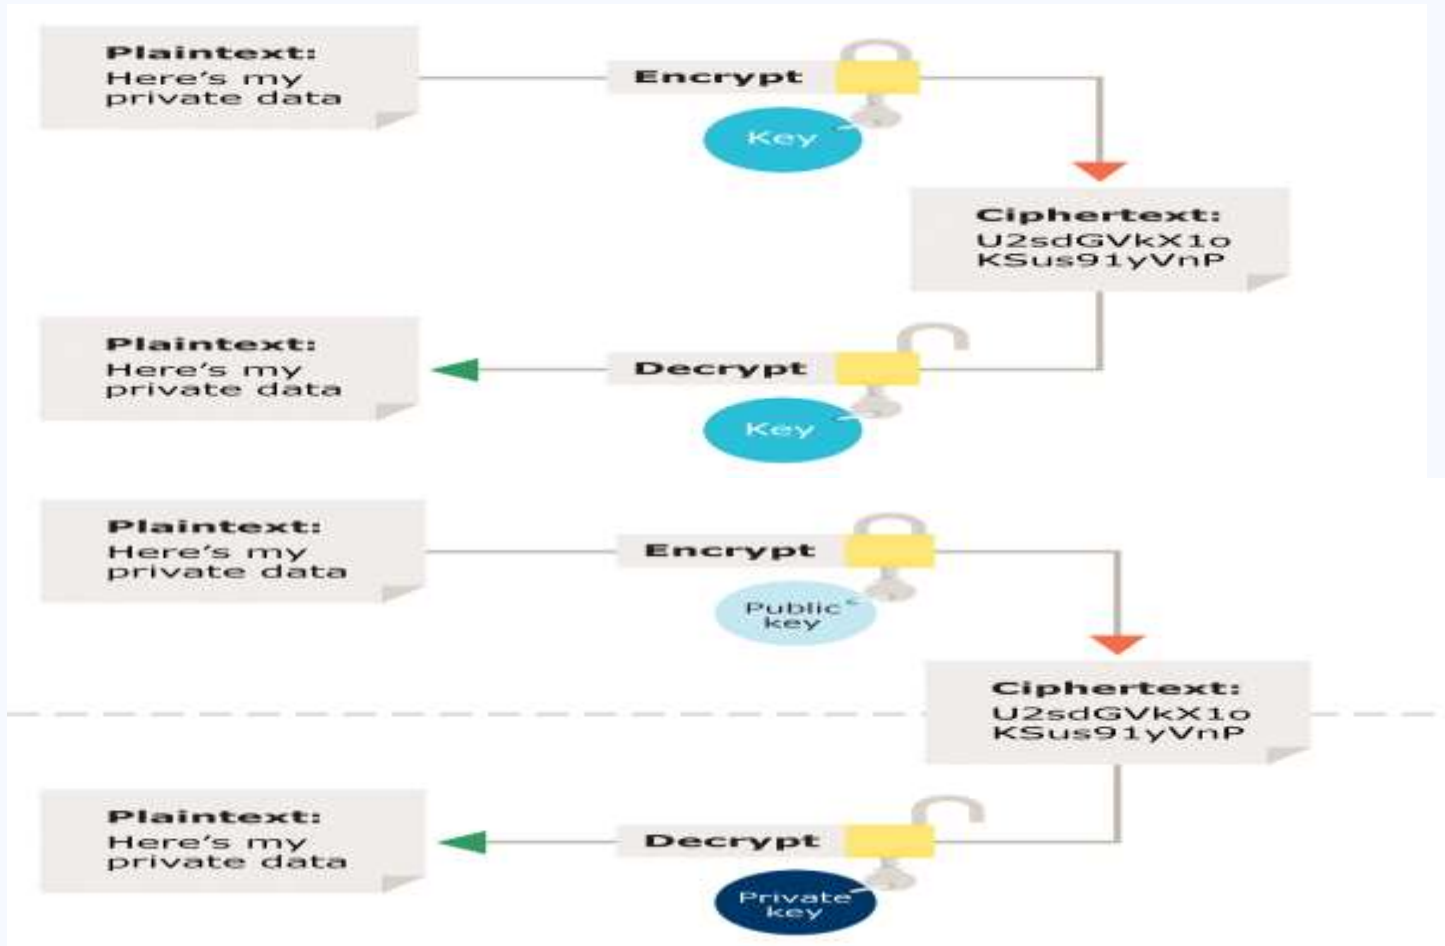 Plaintext:
Here's my
private data
Encrypt
Key
Ciphertext:
U2sdGVkX1o
KSus91yVnP
Plaintext:
Here's my
private data
Decrypt
Key
Plaintext:
Here's my
private data
Encrypt
Public
key
Ciphertext:
U2sdGVkX1o
KSus91yVnP
Plaintext:
Here's my
private data
Decrypt
Private
key